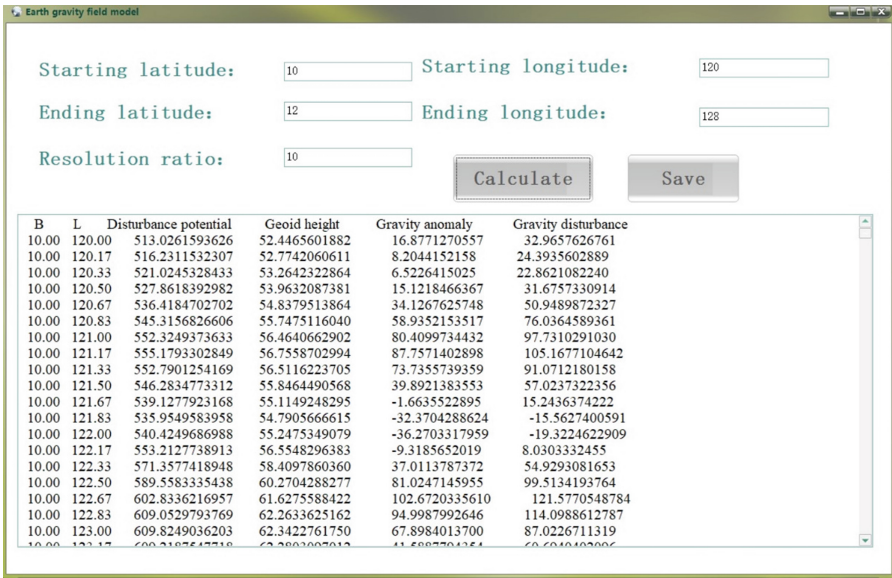 Earth gravity field model
Starting latitude: 10 Starting longitude: 120
Ending latitude: 12 Ending longitude: 128
Resolution ratio: 10
Calculate Save
B L Disturbance potential Geoid height Gravity anomaly Gravity disturbance
10.00 120.00 513.0261593626 52.4465601882 16.8771270557 32.9657626761
10.00 120.17 516.2311532307 52.7742060611 8.2044152158 24.3935602889
10.00 120.33 521.0245328433 53.2642322864 6.5226415025 22.8621082240
10.00 120.50 527.8618392982 53.9632087381 15.1218466367 31.6757330914
10.00 120.67 536.4184702702 54.8379513864 34.1267625748 50.9489872327
10.00 120.83 545.3156826606 55.7475116040 58.9352153517 76.0364589361
10.00 121.00 552.3249373633 56.4640662902 80.4099734432 97.7310291030
10.00 121.17 555.1793302849 56.7558702994 87.7571402898 105.1677104642
10.00 121.33 552.7901254169 56.5116223705 73.7355739359 91.0712180158
10.00 121.50 546.2834773312 55.8464490568 39.8921383553 57.0237322356
10.00 121.67 539.1277923168 55.1149248295 -1.6635522895 15.2436374222
10.00 121.83 535.9549583958 54.7905666615 -32.3704288624 -15.5627400591
10.00 122.00 540.4249686988 55.2475349079 -36.2703317959 -19.3224622909
10.00 122.17 553.2127738913 56.5548296383 -9.3185652019 8.0303332455
10.00 122.33 571.3577418948 58.4097860360 37.0113787372 54.9293081653
10.00 122.50 589.5583335438 60.2704288277 81.0247145955 99.5134193764
10.00 122.67 602.8336216957 61.6275588422 102.6720335610 121.5770548784
10.00 122.83 609.0529793769 62.2633625162 94.9987992646 114.0988612787
10.00 123.00 609.8249036203 62.3422761750 67.8984013700 87.0226711319
10.00 123.17